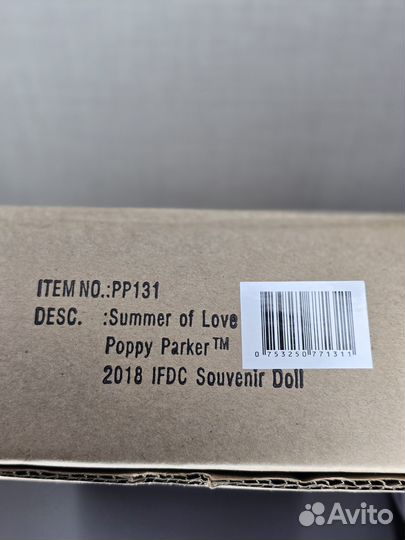 ITEM NO.:PP131
DESC. :Summer of Love
Poppy Parker™
2018 IFDC Souvenir Doll
0 753250 771311
Avito